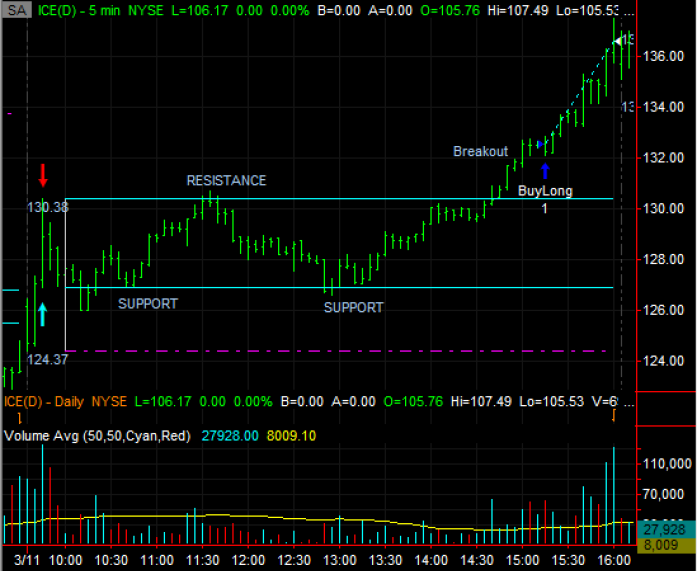 SA ICE(D) - 5 min NYSE L=106.17 0.00 0.00% B=0.00 A=0.00 O=105.76 Hi=107.49 Lo=105.53 ...
136.00
134.00
Breakout
132.00
RESISTANCE
BuyLong
130.38
1
130.00
128.00
SUPPORT
SUPPORT
126.00
124.37
124.00
ICE(D) - Daily NYSE L=106.17 0.00 0.00% B=0.00 A=0.00 O=105.76 Hi=107.49 Lo=105.53 V=6 ...
Volume Avg (50,50,Cyan,Red) 27928.00 8009.10
110,000
70,000
27,928
8,009
3/11 10:00 10:30 11:00 11:30 12:00 12:30 13:00 13:30 14:00 14:30 15:00 15:30 16:00